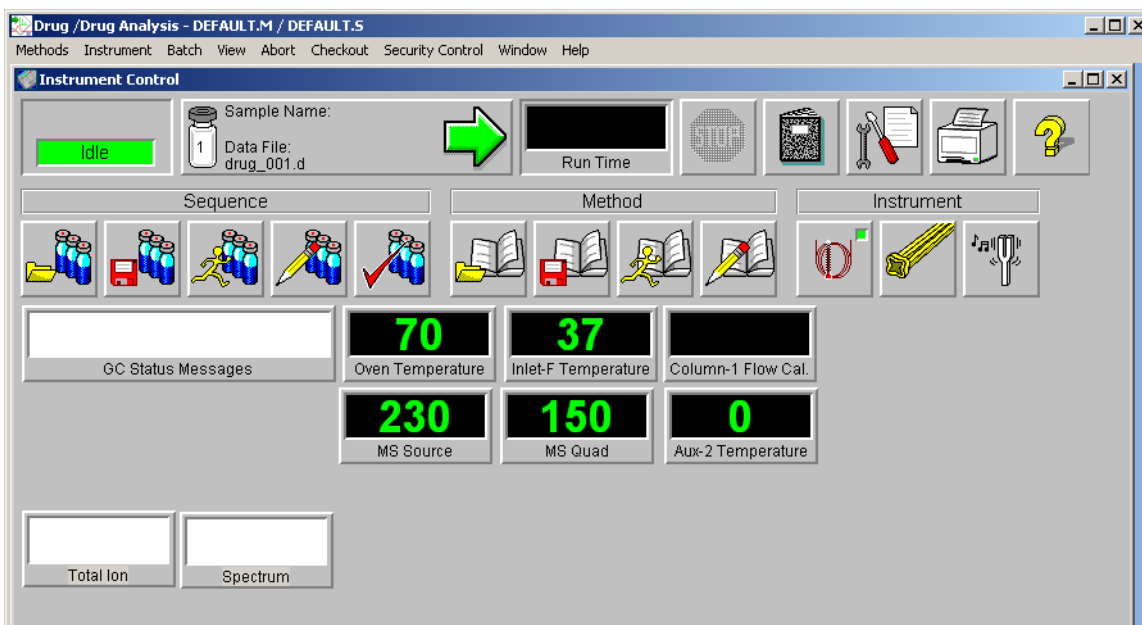 Drug /Drug Analysis - DEFAULT.M / DEFAULT.S
Methods Instrument Batch View Abort Checkout Security Control Window Help
Instrument Control
Idle
1
Sample Name:
Data File:
drug_001.d
Run Time
STOP
Sequence
Method
Instrument
GC Status Messages
70
Oven Temperature
37
Inlet-F Temperature
Column-1 Flow Cal.
230
MS Source
150
MS Quad
0
Aux-2 Temperature
Total Ion
Spectrum